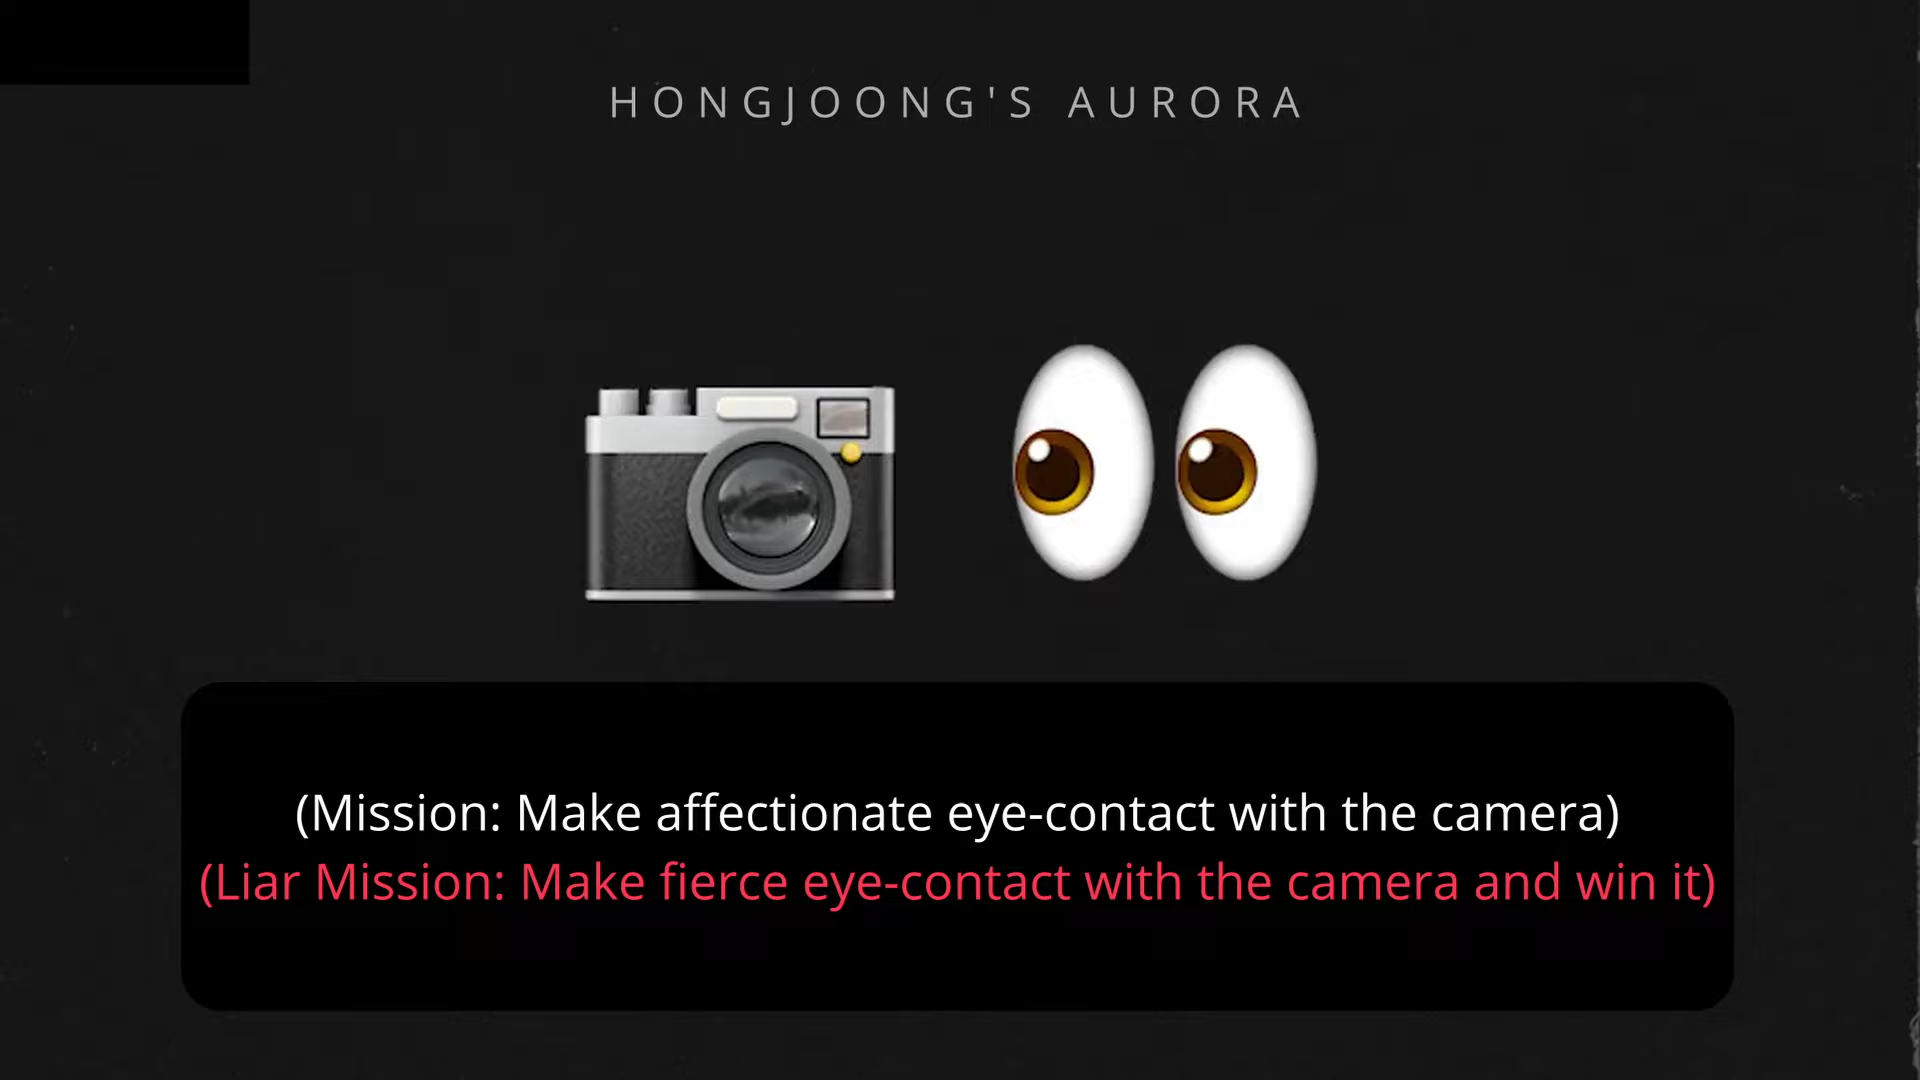 HONGJOONG'S AURORA
(Mission: Make affectionate eye-contact with the camera)
(Liar Mission: Make fierce eye-contact with the camera and win it)